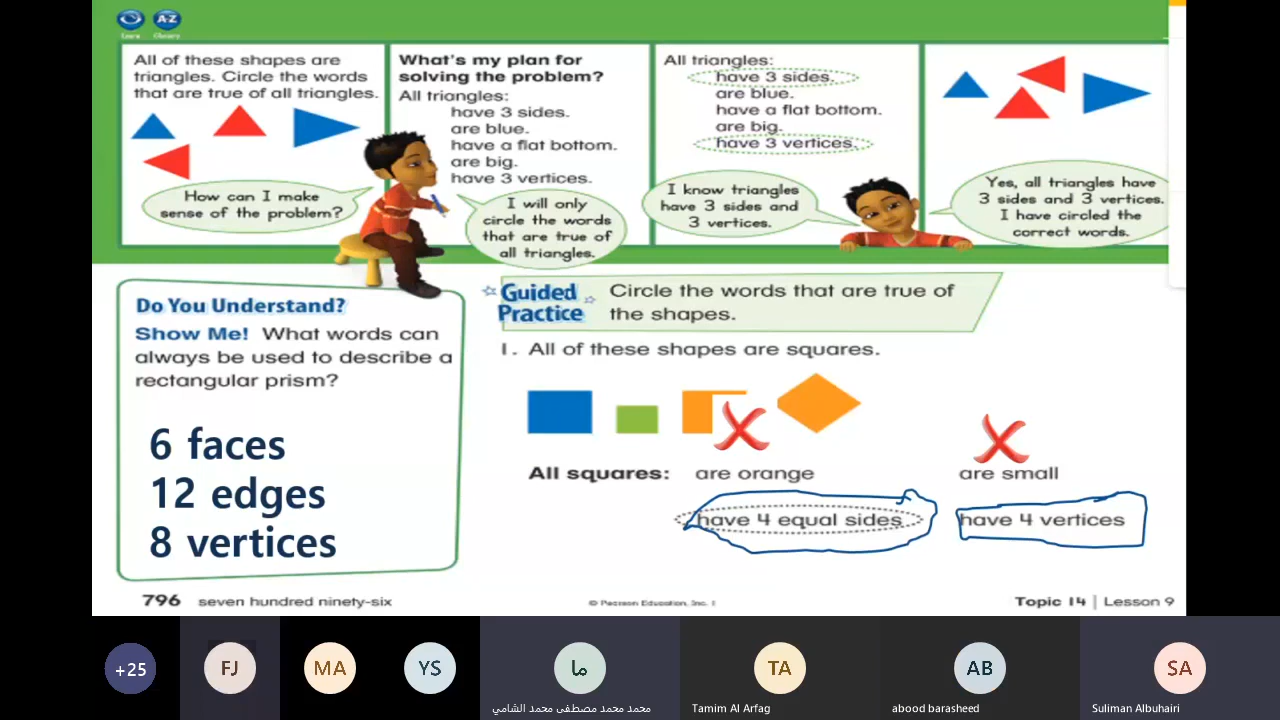 Learn
Glossary
All of these shapes are
triangles. Circle the words
that are true of all triangles.
How can I make
sense of the problem?
What's my plan for
solving the problem?
All triangles:
have 3 sides.
are blue.
have a flat bottom.
are big.
have 3 vertices.
I will only
circle the words
that are true of
all triangles.
All triangles:
have 3 sides.
are blue.
have a flat bottom.
are big.
have 3 vertices.
I know triangles
have 3 sides and
3 vertices.
Yes, all triangles have
3 sides and 3 vertices.
I have circled the
correct words.
Do You Understand?
Show Me! What words can
always be used to describe a
rectangular prism?
6 faces
12 edges
8 vertices
Guided Practice
Circle the words that are true of
the shapes.
1. All of these shapes are squares.
All squares: are orange are small
have 4 equal sides have 4 vertices
796 seven hundred ninety-six
© Pearson Education, Inc. 1
Topic 14 | Lesson 9
+25
FJ
MA
YS
ما
محمد محمد مصطفى محمد الشامي
TA
Tamim Al Arfag
AB
abood barasheed
SA
Suliman Albuhairi
A-Z